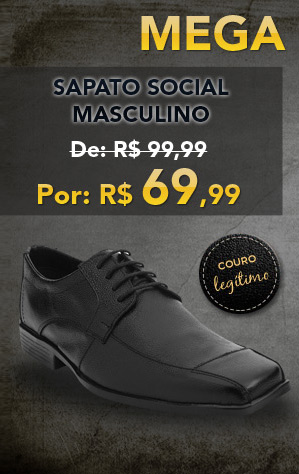 MEGA
SAPATO SOCIAL
MASCULINO
De: R$ 99,99
Por: R$ 69,99
COURO
legítimo